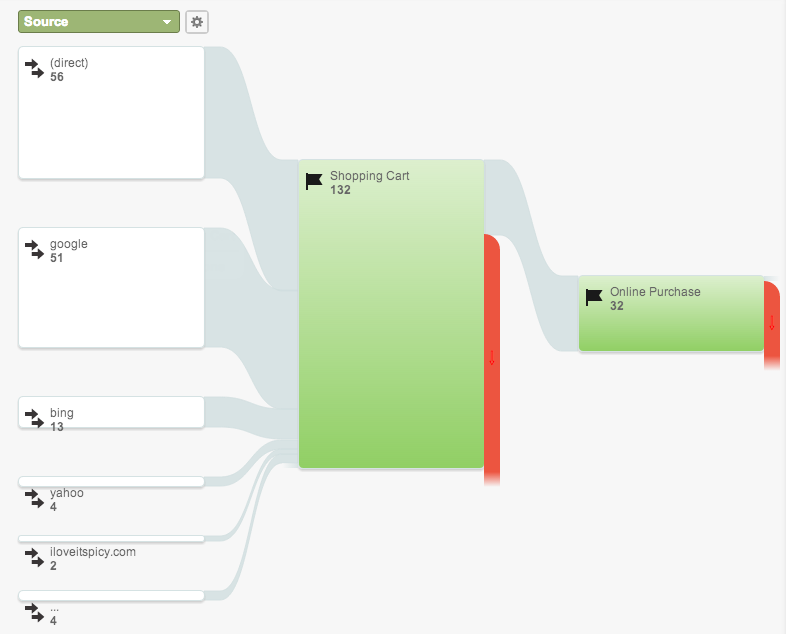 Source
(direct)
56
google
51
bing
13
yahoo
4
iloveitspicy.com
2
...
4
Shopping Cart
132
Online Purchase
32